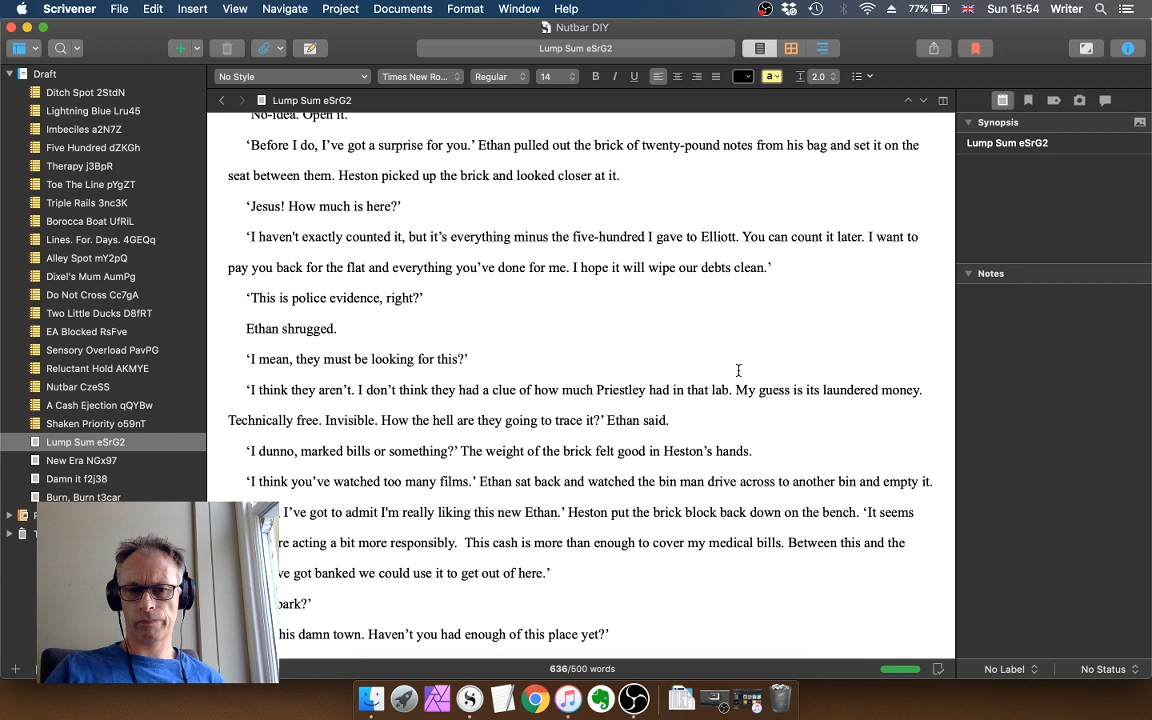 Scrivener File Edit Insert View Navigate Project Documents Format Window Help 77% Sun 15:54 Writer
Nutbar DIY
Lump Sum eSrG2
No Style Times New Ro... Regular 14 B I U a 2.0
Lump Sum eSrG2
Draft
Ditch Spot 2StdN
Lightning Blue Lru45
Imbeciles a2N7Z
Five Hundred dZKGh
Therapy j3BpR
Toe The Line pYgZT
Triple Rails 3nc3K
Borocca Boat UfRiL
Lines. For. Days. 4GEQq
Alley Spot mY2pQ
Dixel's Mum AumPg
Do Not Cross Cc7gA
Two Little Ducks D8fRT
EA Blocked RsFve
Sensory Overload PavPG
Reluctant Hold AKMYE
Nutbar CzeSS
A Cash Ejection qQYBw
Shaken Priority o59nT
Lump Sum eSrG2
New Era NGx97
Damn it f2j38
Burn, Burn t3car
‘No-idea. Open it.’
‘Before I do, I’ve got a surprise for you.’ Ethan pulled out the brick of twenty-pound notes from his bag and set it on the
seat between them. Heston picked up the brick and looked closer at it.
‘Jesus! How much is here?’
‘I haven't exactly counted it, but it’s everything minus the five-hundred I gave to Elliott. You can count it later. I want to
pay you back for the flat and everything you’ve done for me. I hope it will wipe our debts clean.’
‘This is police evidence, right?’
Ethan shrugged.
‘I mean, they must be looking for this?’
‘I think they aren’t. I don’t think they had a clue of how much Priestley had in that lab. My guess is its laundered money.
Technically free. Invisible. How the hell are they going to trace it?’ Ethan said.
‘I dunno, marked bills or something?’ The weight of the brick felt good in Heston’s hands.
‘I think you’ve watched too many films.’ Ethan sat back and watched the bin man drive across to another bin and empty it.
I’ve got to admit I'm really liking this new Ethan.’ Heston put the brick block back down on the bench. ‘It seems
re acting a bit more responsibly. This cash is more than enough to cover my medical bills. Between this and the
ve got banked we could use it to get out of here.’
park?’
his damn town. Haven’t you had enough of this place yet?’
636/500 words
Synopsis
Lump Sum eSrG2
Notes
No Label No Status